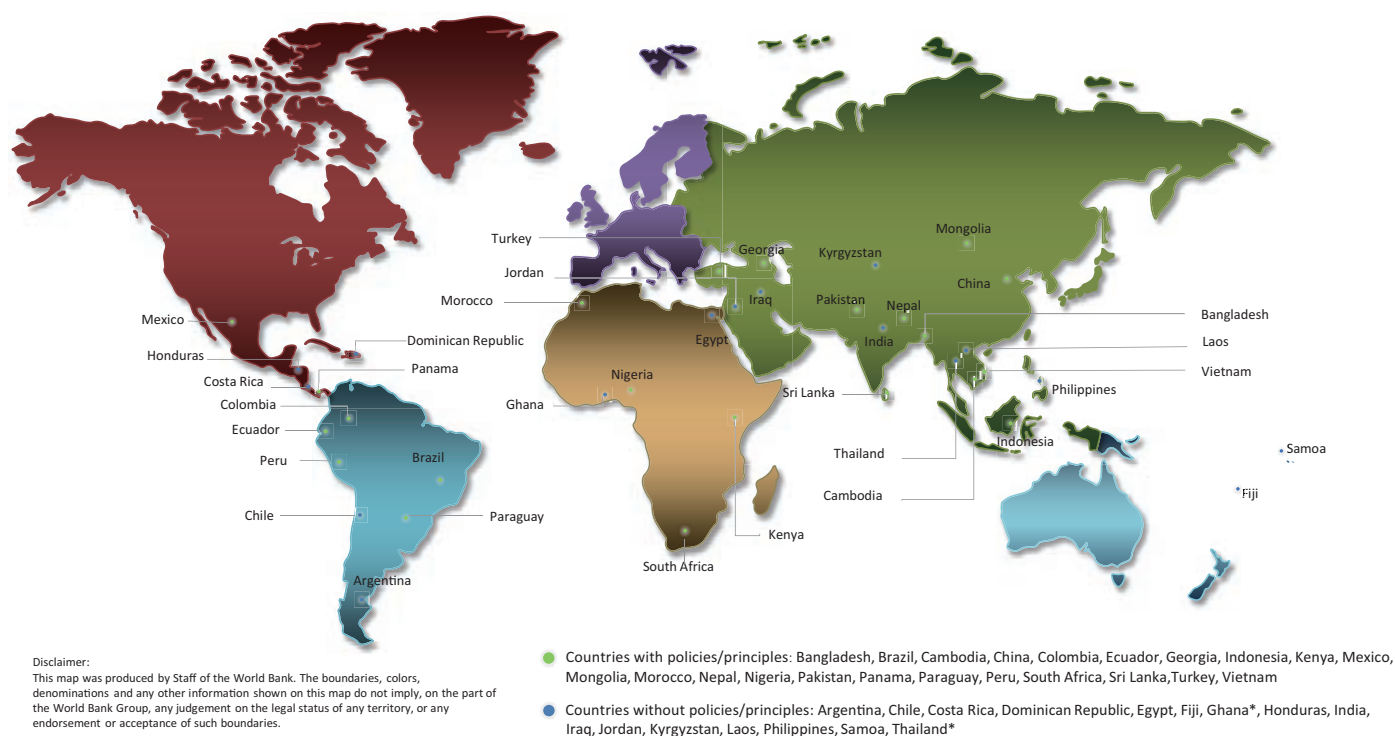 Mongolia
Turkey
Georgia
Kyrgyzstan
Jordan
China
Morocco
Iraq
Pakistan
Nepal
Mexico
Bangladesh
Dominican Republic
Egypt
India
Laos
Honduras
Panama
Vietnam
Costa Rica
Nigeria
Sri Lanka
Philippines
Colombia
Ghana
Ecuador
Indonesia
Brazil
Samoa
Peru
Thailand
Cambodia
Fiji
Chile
Paraguay
Kenya
South Africa
Argentina
Disclaimer:
This map was produced by Staff of the World Bank. The boundaries, colors,
denominations and any other information shown on this map do not imply, on the part of
the World Bank Group, any judgement on the legal status of any territory, or any
endorsement or acceptance of such boundaries.
Countries with policies/principles: Bangladesh, Brazil, Cambodia, China, Colombia, Ecuador, Georgia, Indonesia, Kenya, Mexico,
Mongolia, Morocco, Nepal, Nigeria, Pakistan, Panama, Paraguay, Peru, South Africa, Sri Lanka,Turkey, Vietnam
Countries without policies/principles: Argentina, Chile, Costa Rica, Dominican Republic, Egypt, Fiji, Ghana*, Honduras, India,
Iraq, Jordan, Kyrgyzstan, Laos, Philippines, Samoa, Thailand*